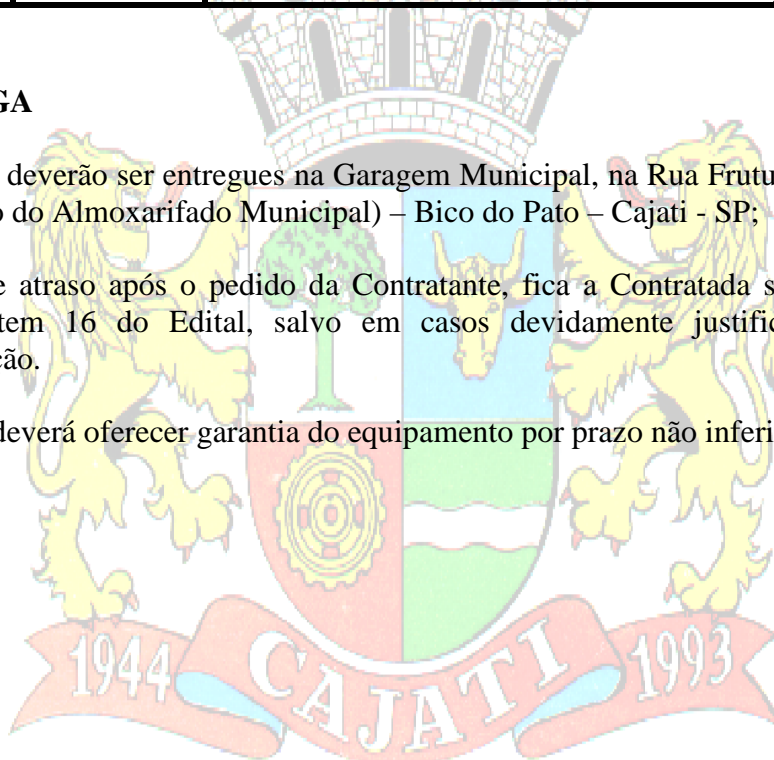 GA
deverão ser entregues na Garagem Municipal, na Rua Frutu
o do Almoxarifado Municipal) – Bico do Pato – Cajati - SP;
e atraso após o pedido da Contratante, fica a Contratada s
tem 16 do Edital, salvo em casos devidamente justific
ção.
deverá oferecer garantia do equipamento por prazo não inferi
1944 CAJATI 1993